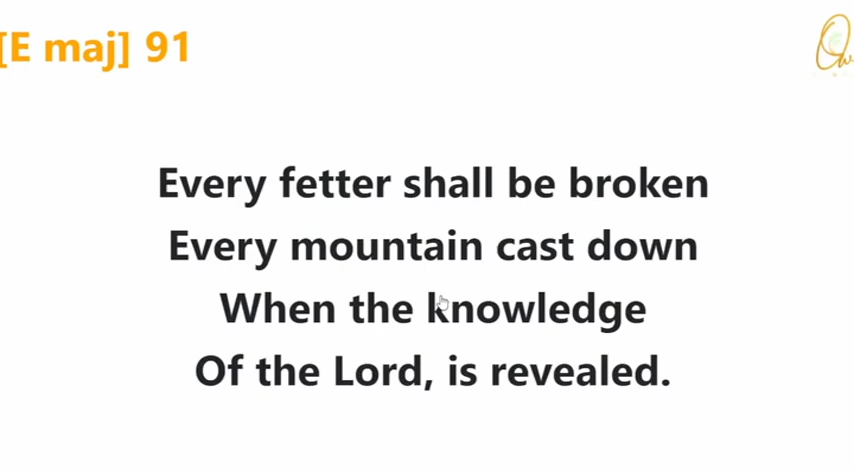 [E maj] 91
Every fetter shall be broken
Every mountain cast down
When the knowledge
Of the Lord, is revealed.